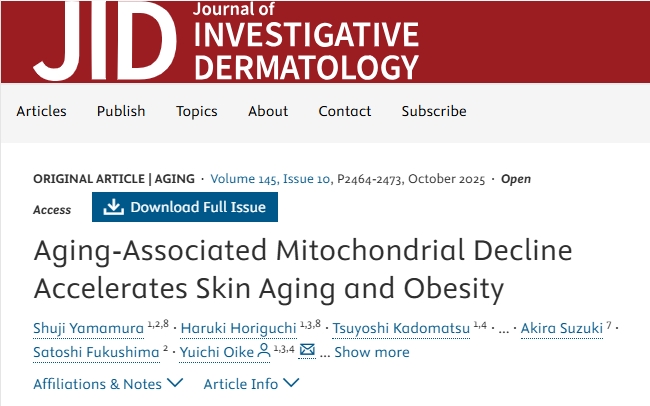 JID Journal of
INVESTIGATIVE
DERMATOLOGY
Articles Publish Topics About Contact Subscribe
ORIGINAL ARTICLE | AGING · Volume 145, Issue 10, P2464-2473, October 2025 · Open
Access Download Full Issue
Aging-Associated Mitochondrial Decline
Accelerates Skin Aging and Obesity
Shuji Yamamura 1,2,8 · Haruki Horiguchi 1,3,8 · Tsuyoshi Kadomatsu 1,4 · ... · Akira Suzuki 7 ·
Satoshi Fukushima 2 · Yuichi Oike 1,3,4 ... Show more
Affiliations & Notes Article Info